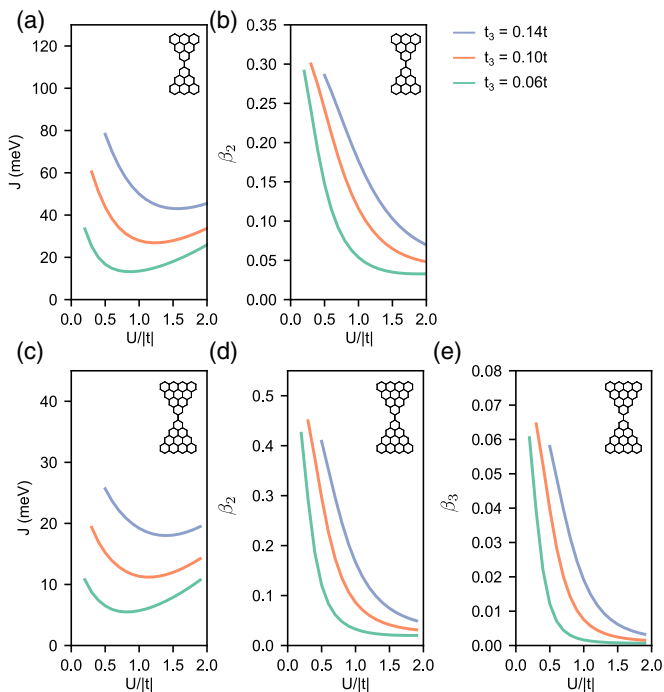 (a)
(b)
t₃ = 0.14t
t₃ = 0.10t
t₃ = 0.06t
J (meV)
120
100
80
60
40
20
0
0.0 0.5 1.0 1.5 2.0
U/|t|
β₂
0.35
0.30
0.25
0.20
0.15
0.10
0.05
0.00
0.0 0.5 1.0 1.5 2.0
U/|t|
(c)
(d)
(e)
J (meV)
40
30
20
10
0
0.0 0.5 1.0 1.5 2.0
U/|t|
β₂
0.5
0.4
0.3
0.2
0.1
0.0
0.0 0.5 1.0 1.5 2.0
U/|t|
β₃
0.08
0.07
0.06
0.05
0.04
0.03
0.02
0.01
0.00
0.0 0.5 1.0 1.5 2.0
U/|t|